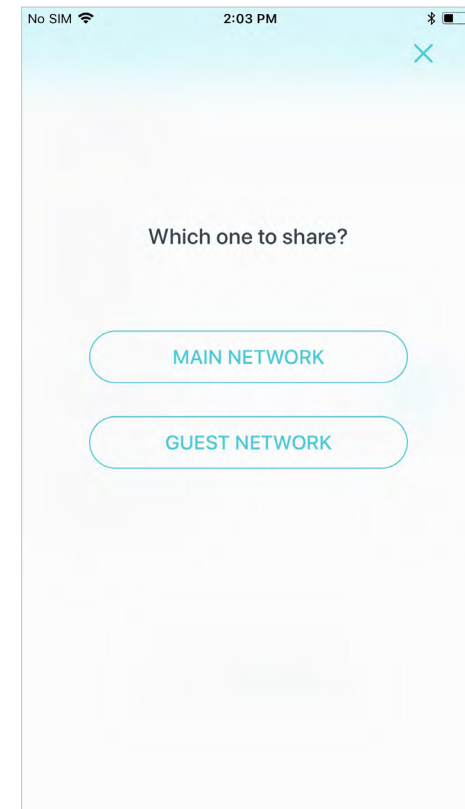 No SIM 2:03 PM
Which one to share?
MAIN NETWORK
GUEST NETWORK